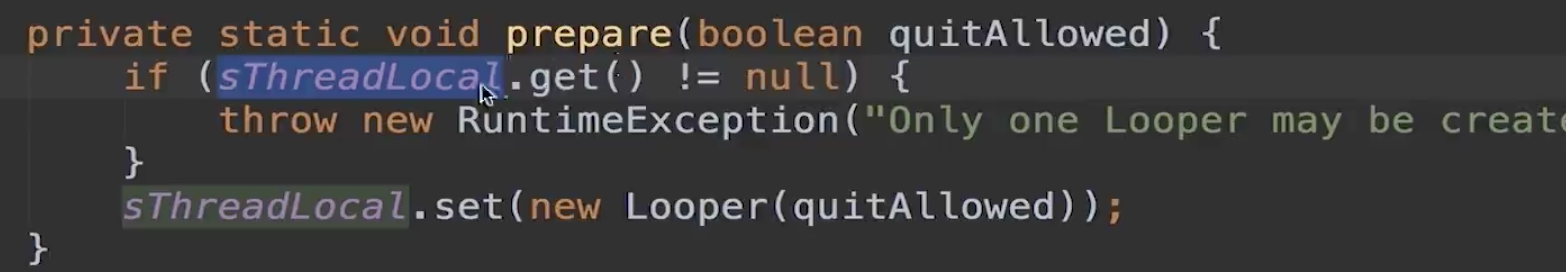 private static void prepare(boolean quitAllowed) {
if (sThreadLocal.get() != null) {
throw new RuntimeException("Only one Looper may be create
}
sThreadLocal.set(new Looper(quitAllowed));
}